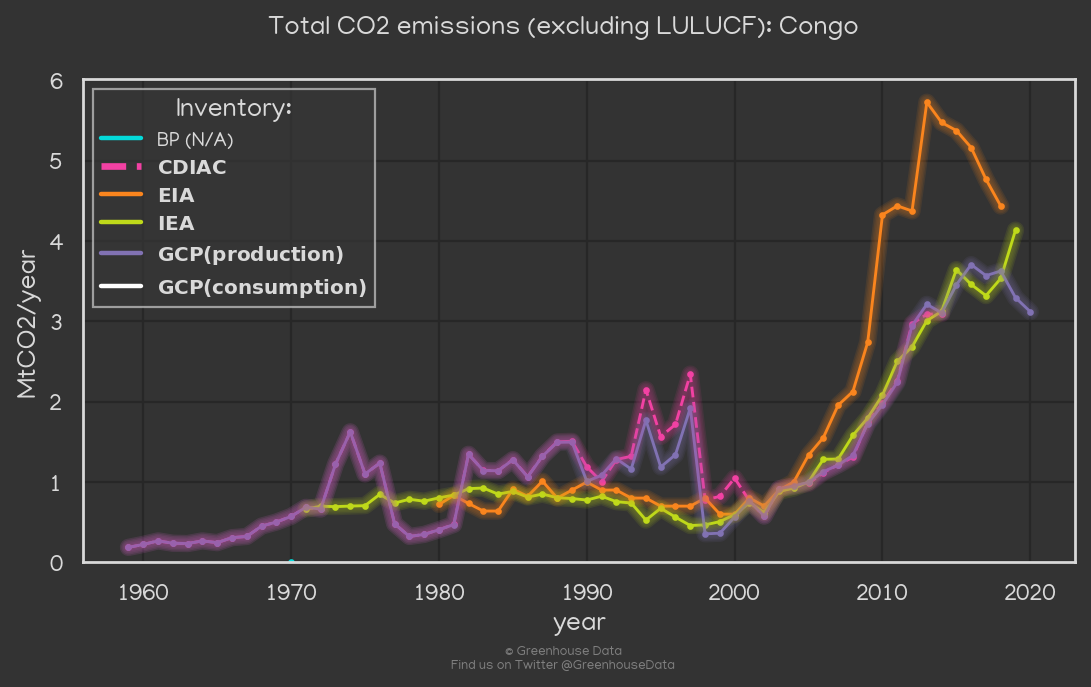 Total CO2 emissions (excluding LULUCF): Congo
6
5
4
3
2
1
0
MtCO2/year
Inventory:
BP (N/A)
CDIAC
EIA
IEA
GCP(production)
GCP(consumption)
1960 1970 1980 1990 2000 2010 2020
year
© Greenhouse Data
Find us on Twitter @GreenhouseData